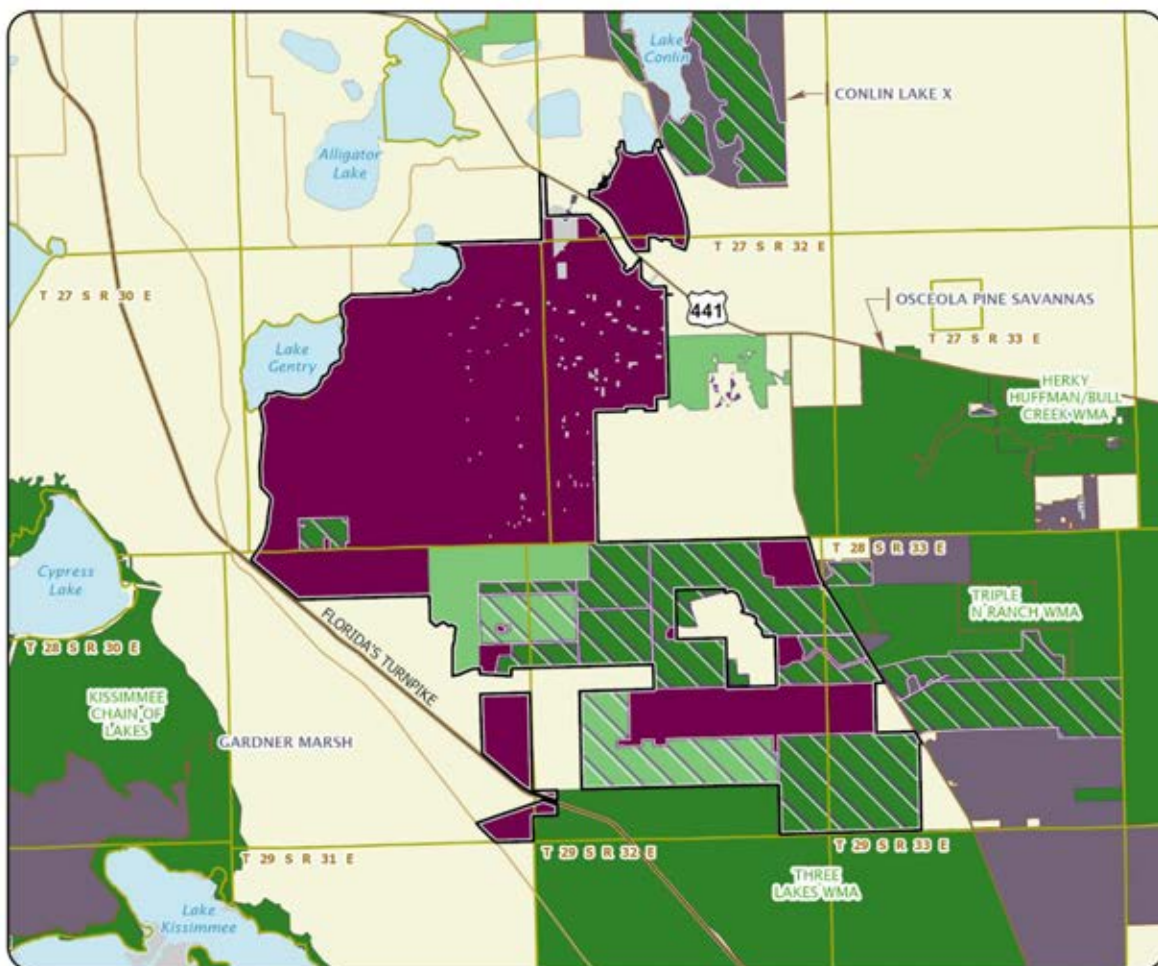 Lake
Conlin
CONLIN LAKE X
Alligator
Lake
T 27 S R 32 E
T 27 S R 30 E
OSCEOLA PINE SAVANNAS
441
T 27 S R 33 E
Lake
Gentry
HERKY
HUFFMAN/BULL
CREEK WMA
T 28 S R 33 E
Cypress
Lake
TRIPLE
N RANCH WMA
FLORIDA'S TURNPIKE
T 28 S R 30 E
KISSIMMEE
CHAIN OF
LAKES
GARDNER MARSH
T 29 S R 31 E
T 29 S R 32 E
T 29 S R 33 E
THREE
LAKES WMA
Lake
Kissimmee